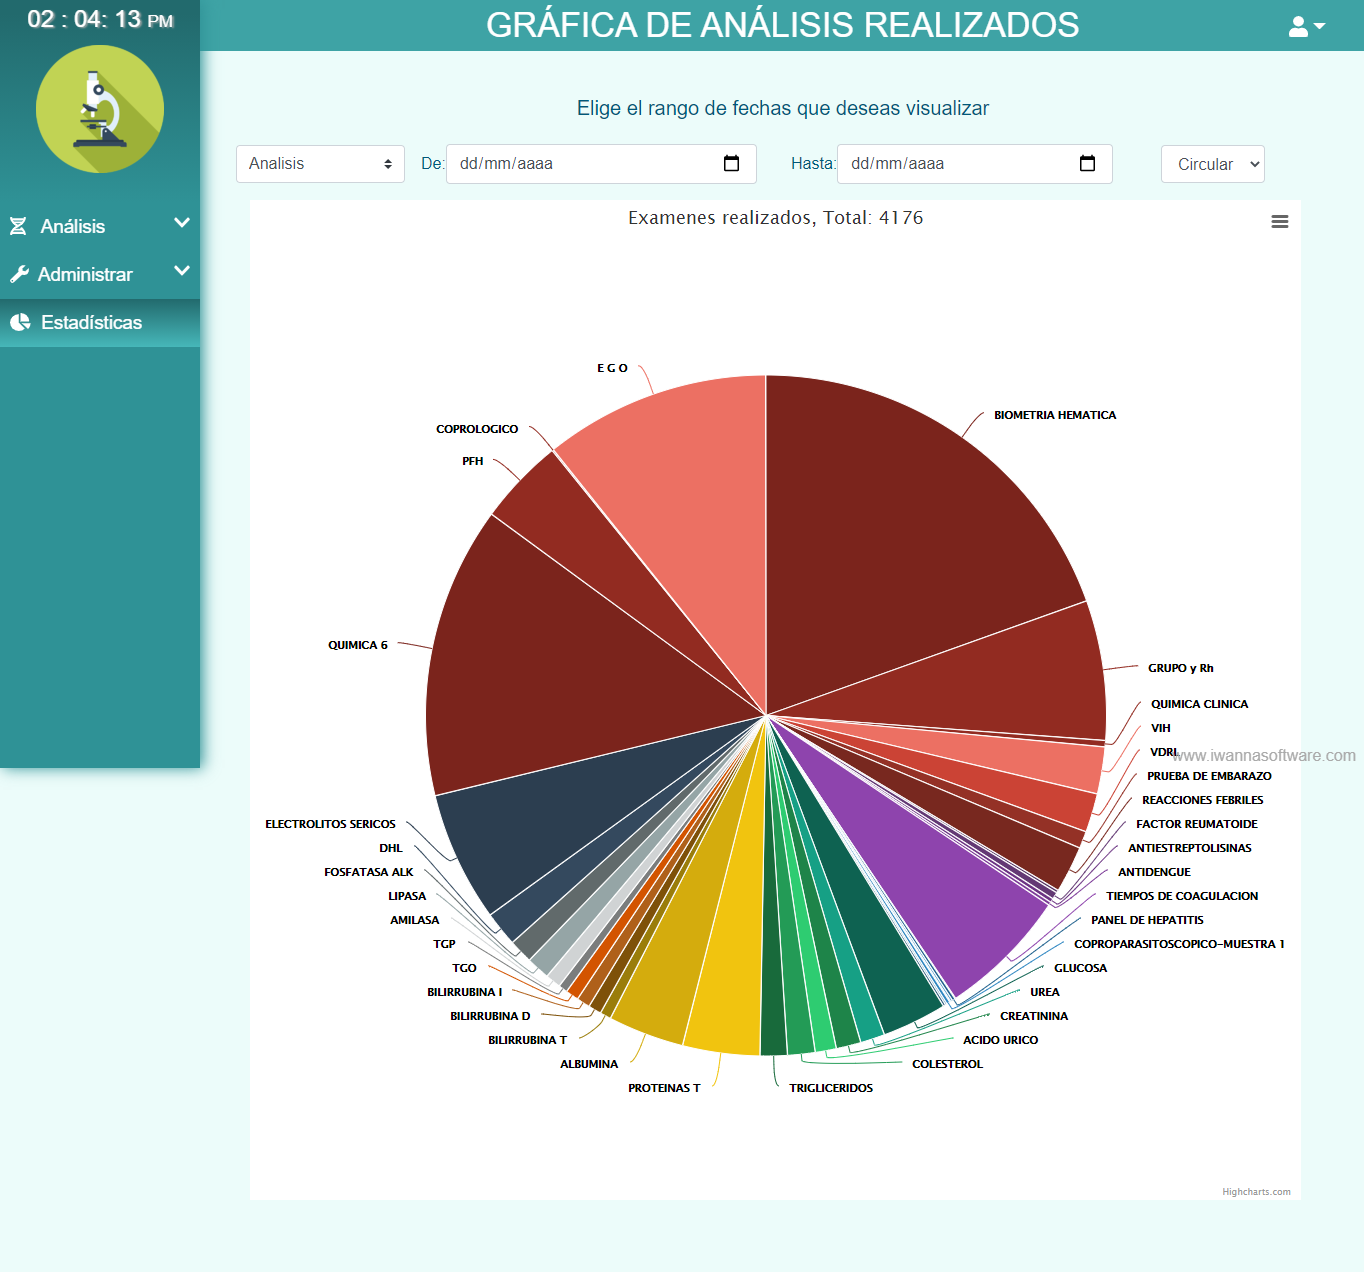 02 : 04: 13 PM
GRÁFICA DE ANÁLISIS REALIZADOS
Análisis
Administrar
Estadísticas
Elige el rango de fechas que deseas visualizar
Analisis
De: dd/mm/aaaa
Hasta: dd/mm/aaaa
Circular
Examenes realizados, Total: 4176
E G O
BIOMETRIA HEMATICA
COPROLOGICO
PFH
QUIMICA 6
GRUPO y Rh
QUIMICA CLINICA
VIH
VDRL
www.iwannasoftware.com
PRUEBA DE EMBARAZO
REACCIONES FEBRILES
FACTOR REUMATOIDE
ANTIESTREPTOLISINAS
ANTIDENGUE
TIEMPOS DE COAGULACION
PANEL DE HEPATITIS
COPROPARASITOSCOPICO-MUESTRA 1
GLUCOSA
UREA
CREATININA
ACIDO URICO
COLESTEROL
TRIGLICERIDOS
ELECTROLITOS SERICOS
DHL
FOSFATASA ALK
LIPASA
AMILASA
TGP
TGO
BILIRRUBINA I
BILIRRUBINA D
BILIRRUBINA T
ALBUMINA
PROTEINAS T
Highcharts.com